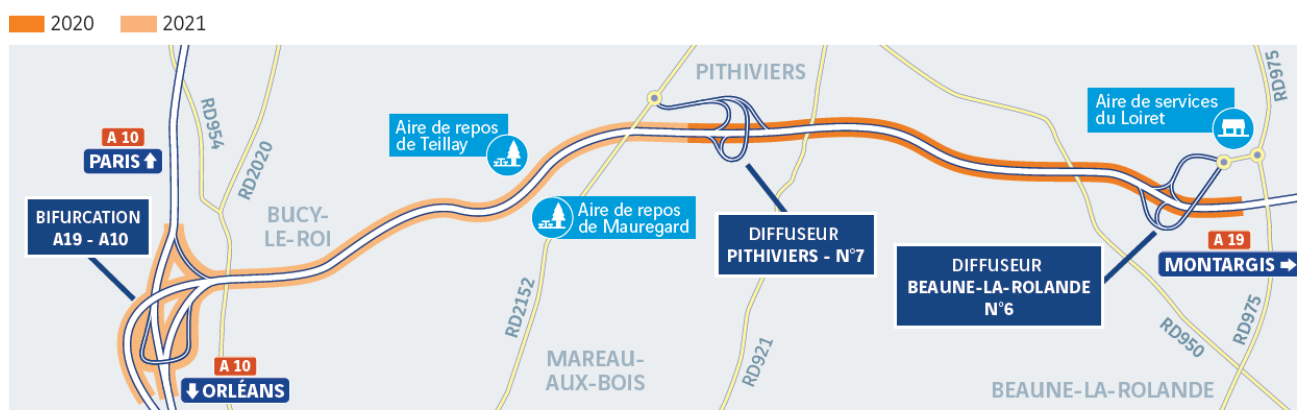 2020
2021
PITHIVIERS
RD975
RD954
Aire de services
du Loiret
A 10
PARIS ↑
Aire de repos
de Teillay
RD2020
BIFURCATION
A19 - A10
BUCY-
LE-ROI
Aire de repos
de Mauregard
DIFFUSEUR
PITHIVIERS - N°7
A 19
MONTARGIS →
DIFFUSEUR
BEAUNE-LA-ROLANDE
N°6
RD2152
RD921
RD950
RD975
A 10
↓ ORLÉANS
MAREAU-
AUX-BOIS
BEAUNE-LA-ROLANDE